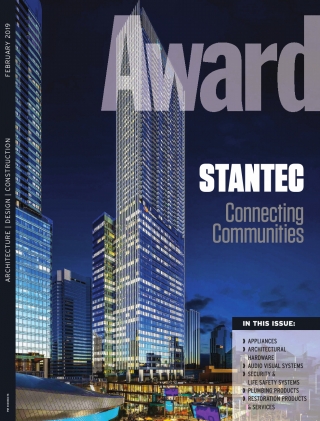 FEBRUARY 2019
ARCHITECTURE | DESIGN | CONSTRUCTION
Award
STANTEC
Connecting
Communities
IN THIS ISSUE:
APPLIANCES
ARCHITECTURAL
HARDWARE
AUDIO VISUAL SYSTEMS
SECURITY &
LIFE SAFETY SYSTEMS
PLUMBING PRODUCTS
RESTORATION PRODUCTS
& SERVICES